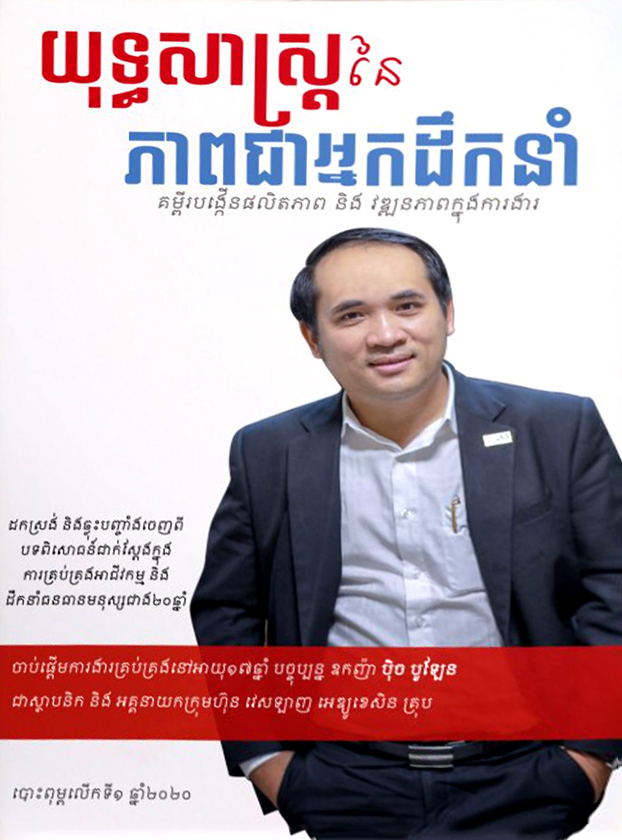 យុទ្ធសាស្ត្រនៃ
ភាពជាអ្នកដឹកនាំ
គម្ពីរបង្កើនផលិតភាព និង វឌ្ឍនភាពក្នុងការងារ
ដកស្រង់ និងឆ្លុះបញ្ចាំងចេញពី
បទពិសោធន៍ជាក់ស្តែងក្នុង
ការគ្រប់គ្រងអាជីវកម្ម និង
ដឹកនាំធនធានមនុស្សជាង២០ឆ្នាំ
ចាប់ផ្តើមការងារគ្រប់គ្រងនៅអាយុ១៧ឆ្នាំ បច្ចុប្បន្ន ឧកញ៉ា ប៉ិច បូឡែន
ជាស្ថាបនិក និង អគ្គនាយកក្រុមហ៊ុន វេសឡាញ អេឌ្យូខេសិន គ្រុប
បោះពុម្ពលើកទី១ ឆ្នាំ២០២០